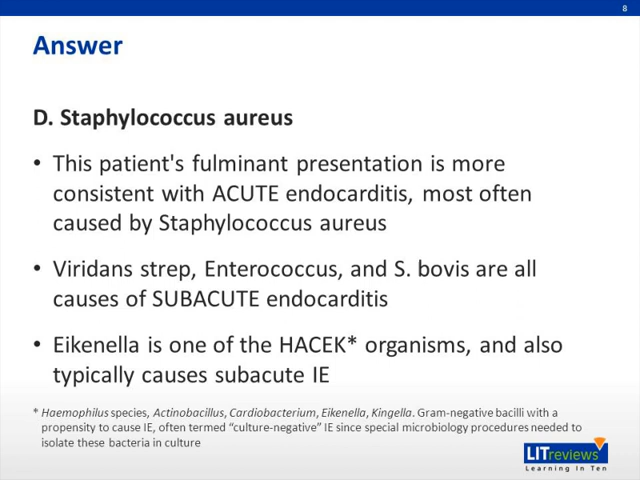 8
Answer
D. Staphylococcus aureus
• This patient's fulminant presentation is more
consistent with ACUTE endocarditis, most often
caused by Staphylococcus aureus
• Viridans strep, Enterococcus, and S. bovis are all
causes of SUBACUTE endocarditis
• Eikenella is one of the HACEK* organisms, and also
typically causes subacute IE
* Haemophilus species, Actinobacillus, Cardiobacterium, Eikenella, Kingella. Gram-negative bacilli with a
propensity to cause IE, often termed “culture-negative” IE since special microbiology procedures needed to
isolate these bacteria in culture
LITreviews
Learning In Ten